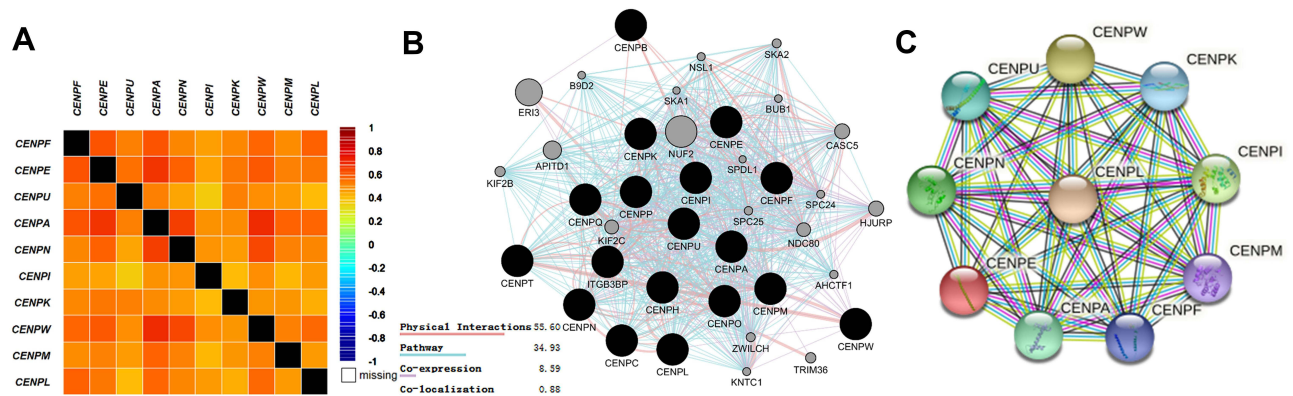 A
CENPF CENPE CENPU CENPA CENPN CENPI CENPK CENPW CENPM CENPL
CENPF
CENPE
CENPU
CENPA
CENPN
CENPI
CENPK
CENPW
CENPM
CENPL
1
0.8
0.6
0.4
0.2
0
-0.2
-0.4
-0.6
-0.8
-1
missing
B
CENPB
SKA2
NSL1
B9D2
SKA1
BUB1
ERI3
CENPE
CASC5
CENPK
NUF2
APITD1
SPDL1
KIF2B
CENPI
CENPF
SPC24
CENPP
HJURP
CENPQ
SPC25
KIF2C
CENPU
NDC80
CENPA
CENPT
ITGB3BP
AHCTF1
CENPH
CENPM
CENPO
CENPN
CENPW
ZWILCH
CENPC
CENPL
TRIM36
KNTC1
Physical Interactions 55.60
Pathway 34.93
Co-expression 8.59
Co-localization 0.88
C
CENPW
CENPU
CENPK
CENPN
CENPI
CENPL
CENPM
CENPE
CENPA
CENPF